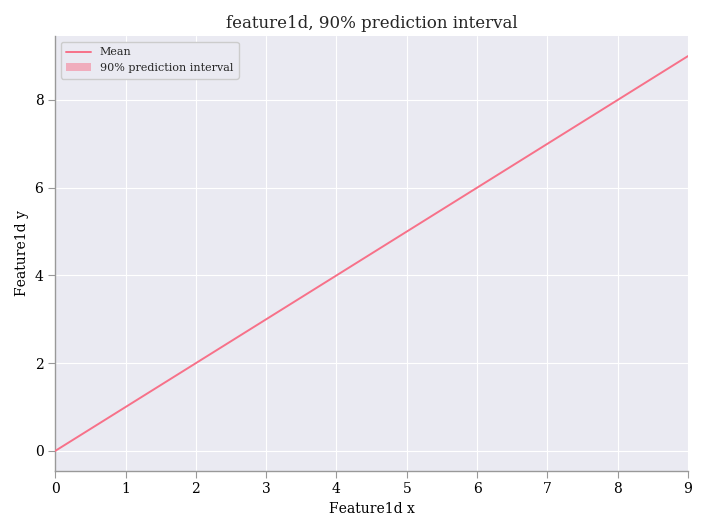 feature1d, 90% prediction interval
Mean
90% prediction interval
Feature1d y
8
6
4
2
0
0 1 2 3 4 5 6 7 8 9
Feature1d x